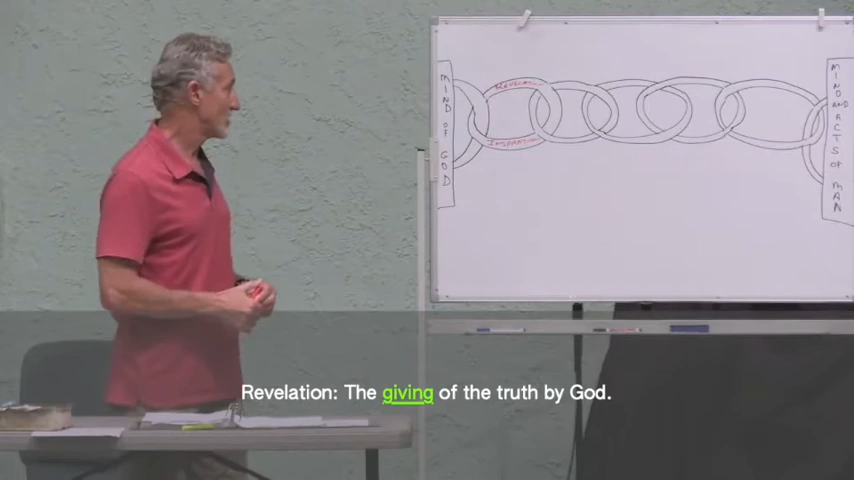 MIND OF GOD
REVELATION
INSPIRATION
MIND AND ACTS OF MAN
Revelation: The giving of the truth by God.